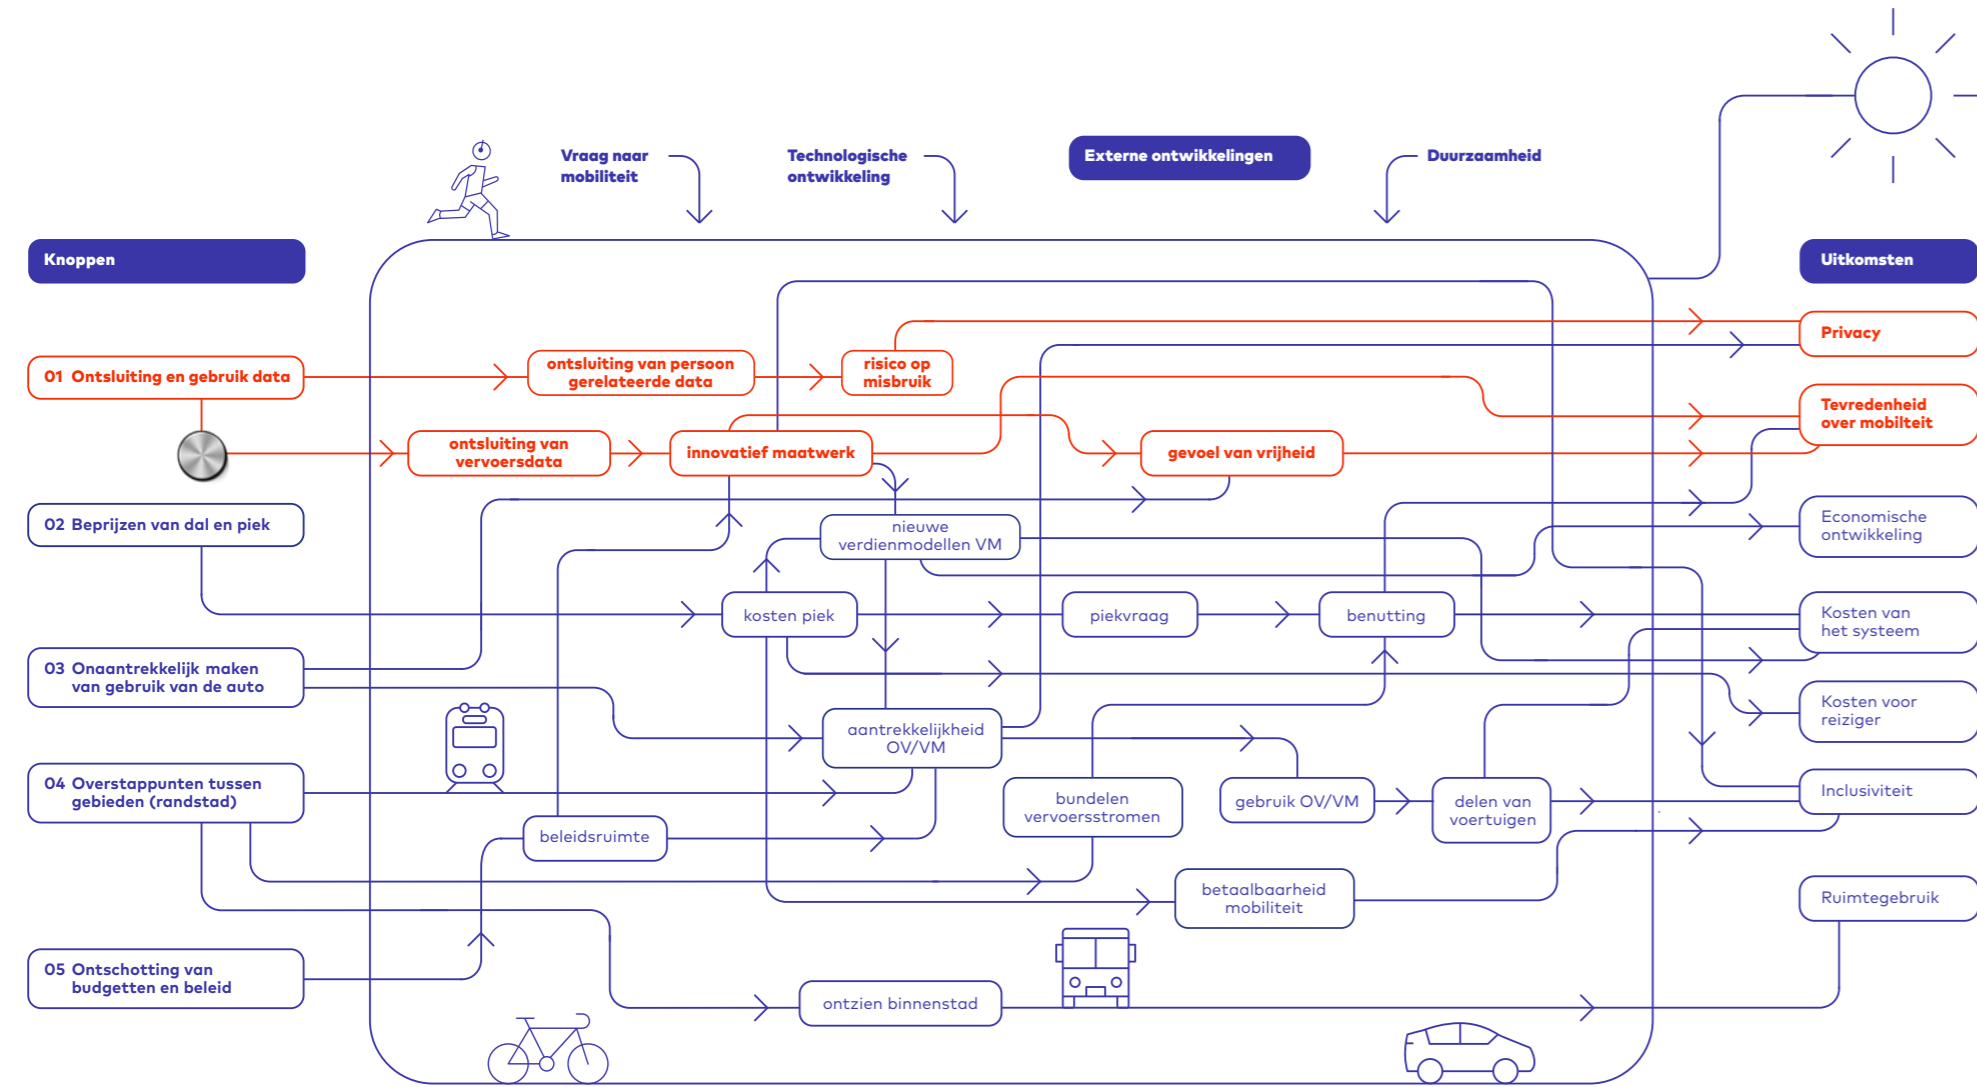 Vraag naar
mobiliteit
Technologische
ontwikkeling
Externe ontwikkelingen
Duurzaamheid
Knoppen
Uitkomsten
01 Ontsluiting en gebruik data
ontsluiting van persoon
gerelateerde data
risico op
misbruik
Privacy
ontsluiting van
vervoersdata
innovatief maatwerk
gevoel van vrijheid
Tevredenheid
over mobilteit
02 Beprijzen van dal en piek
nieuwe
verdienmodellen VM
Economische
ontwikkeling
kosten piek
piekvraag
benutting
Kosten van
het systeem
03 Onaantrekkelijk maken
van gebruik van de auto
aantrekkelijkheid
OV/VM
Kosten voor
reiziger
04 Overstappunten tussen
gebieden (randstad)
beleidsruimte
bundelen
vervoersstromen
gebruik OV/VM
delen van
voertuigen
Inclusiviteit
betaalbaarheid
mobiliteit
Ruimtegebruik
05 Ontschotting van
budgetten en beleid
ontzien binnenstad